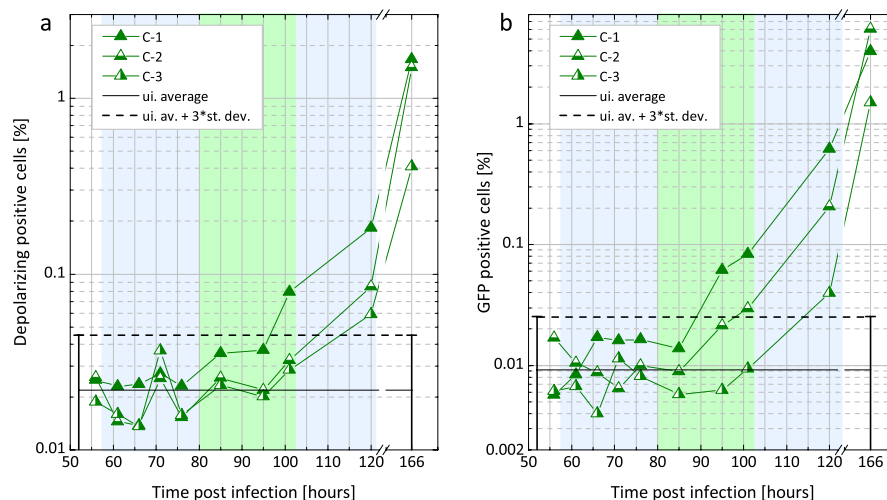 a
C-1
C-2
C-3
ui. average
ui. av. + 3*st. dev.
Depolarizing positive cells [%]
1
0.1
0.01
50 60 70 80 90 100 110 120 166
Time post infection [hours]
b
C-1
C-2
C-3
ui. average
ui. av. + 3*st. dev.
GFP positive cells [%]
1
0.1
0.01
0.002
50 60 70 80 90 100 110 120 166
Time post infection [hours]